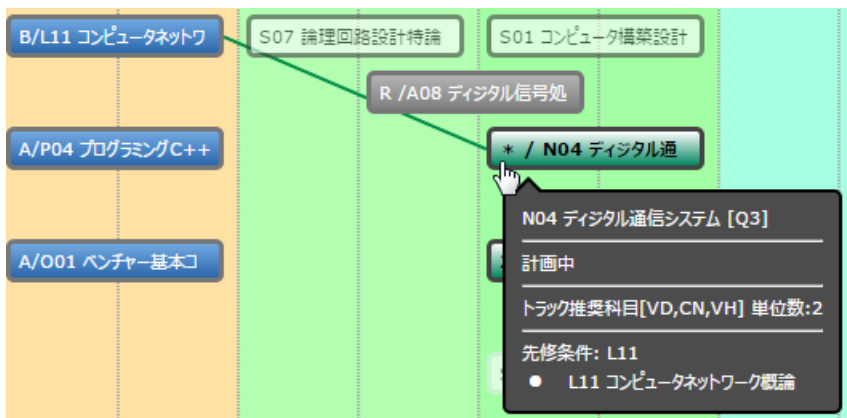 B/L11 コンピュータネットワ
S07 論理回路設計特論
S01 コンピュータ構築設計
R /A08 ディジタル信号処
A/P04 プログラミングC++
* / N04 ディジタル通
N04 ディジタル通信システム [Q3]
A/O01 ベンチャー基本コ
計画中
トラック推奨科目[VD,CN,VH] 単位数:2
先修条件: L11
● L11 コンピュータネットワーク概論